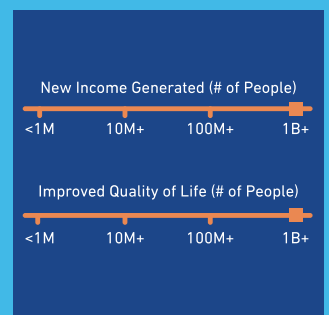 New Income Generated (# of People)
<1M 10M+ 100M+ 1B+
Improved Quality of Life (# of People)
<1M 10M+ 100M+ 1B+